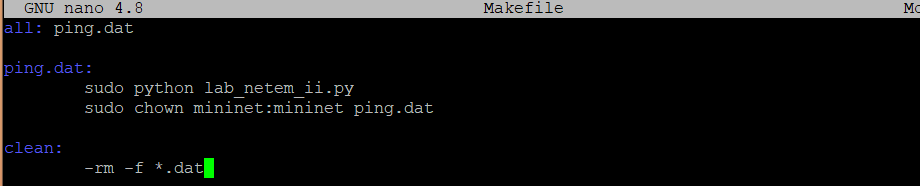 GNU nano 4.8 Makefile Mo
all: ping.dat
ping.dat:
sudo python lab_netem_ii.py
sudo chown mininet:mininet ping.dat
clean:
-rm -f *.dat